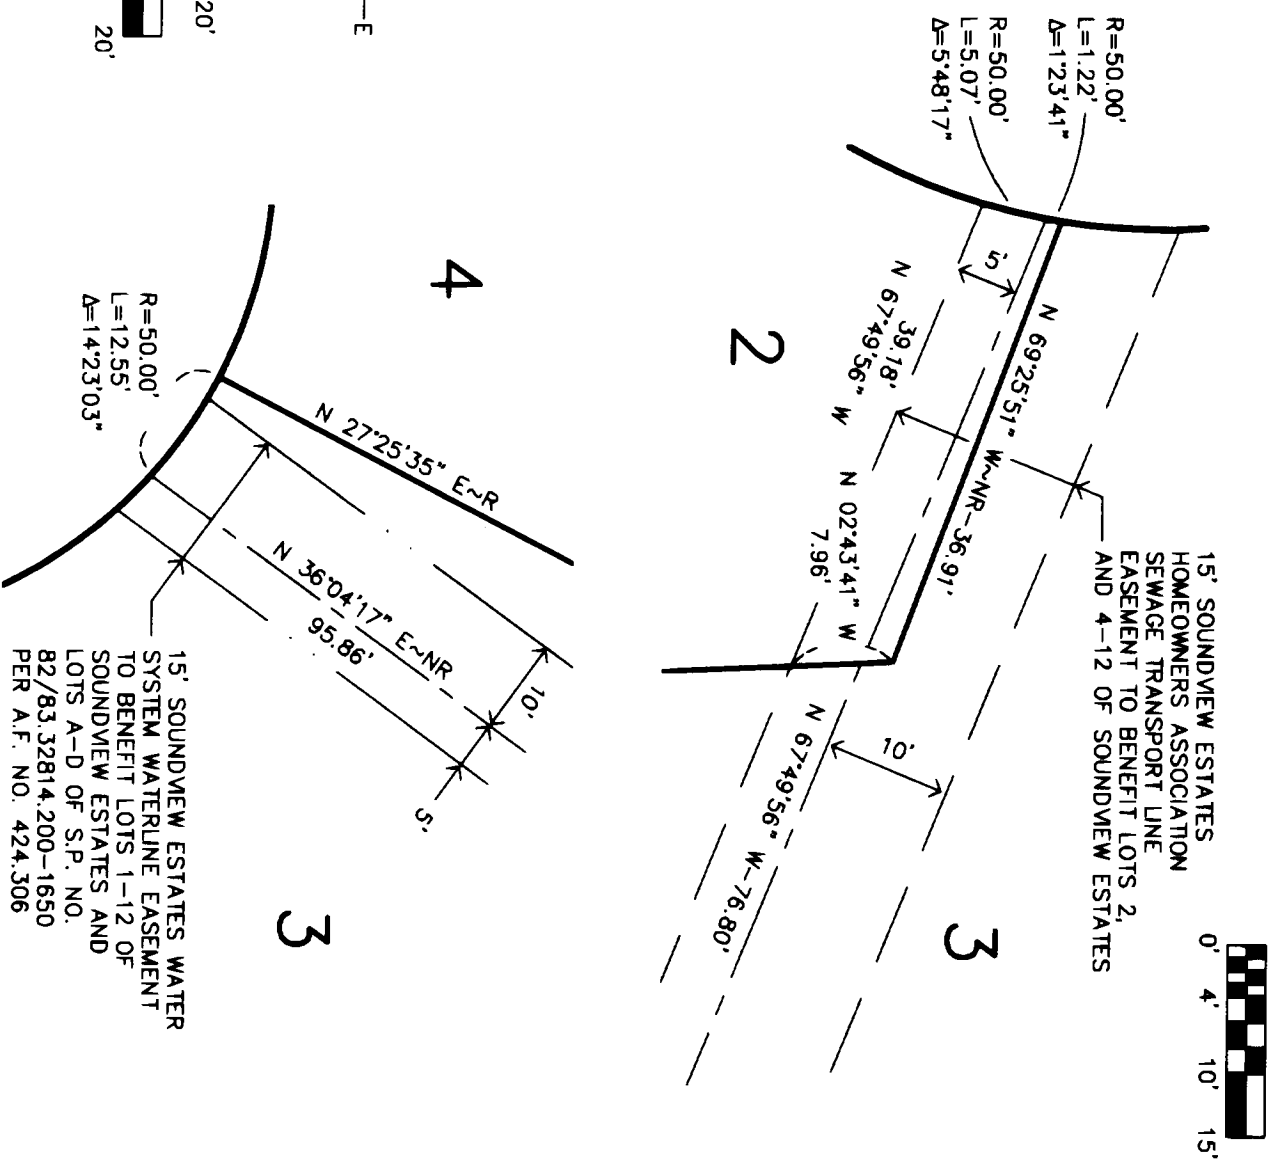 R=50.00'
L=1.22'
Δ=1°23'41"
R=50.00'
L=5.07'
Δ=5°48'17"
5'
N 69°25'51" W~NR-36.91'
39.18'
N 67°49'56" W
2
N 02°43'41" W
7.96'
15' SOUNDVIEW ESTATES
HOMEOWNERS ASSOCIATION
SEWAGE TRANSPORT LINE
EASEMENT TO BENEFIT LOTS 2,
AND 4-12 OF SOUNDVIEW ESTATES
10'
N 67°49'56" W-76.80'
3
0' 4' 10' 15'
E
20'
20'
4
R=50.00'
L=12.55'
Δ=14°23'03"
N 27°25'35" E~R
N 36°04'17" E~NR
95.86'
10'
5'
3
15' SOUNDVIEW ESTATES WATER
SYSTEM WATERLINE EASEMENT
TO BENEFIT LOTS 1-12 OF
SOUNDVIEW ESTATES AND
LOTS A-D OF S.P. NO.
82/83.32814.200-1650
PER A.F. NO. 424.306